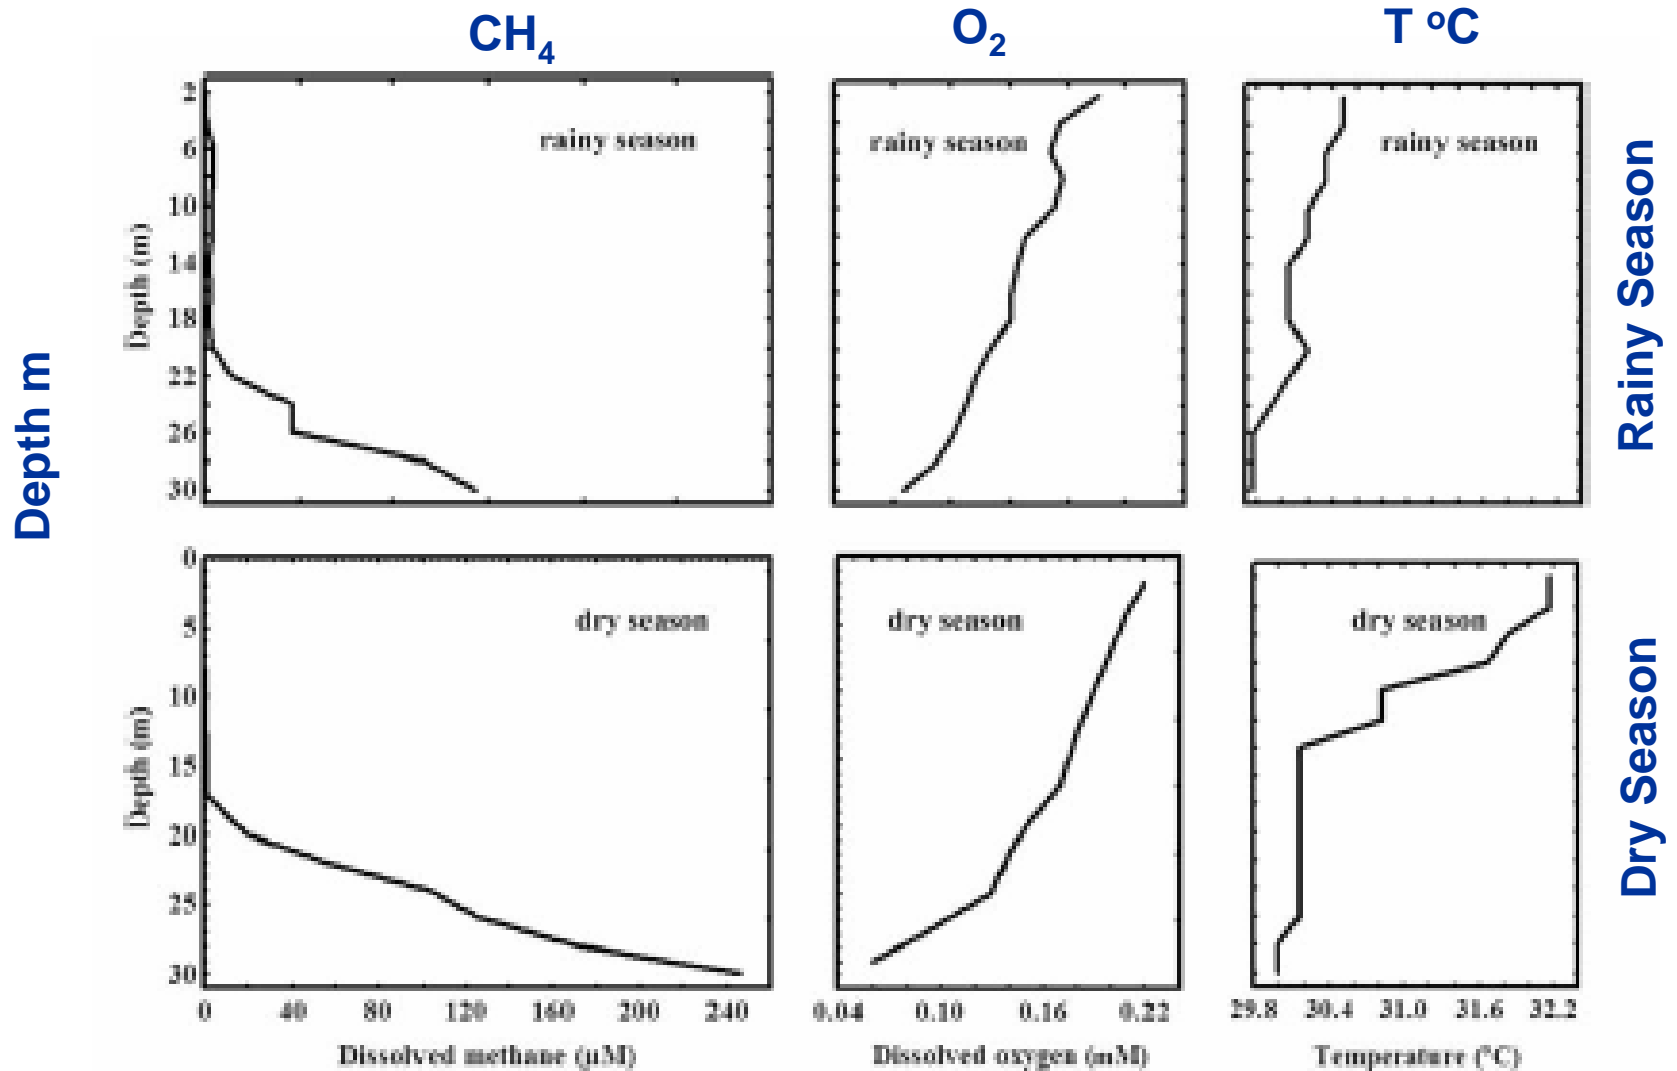 CH4 O2 T ºC
Depth m
Depth (m)
2
6
10
14
18
22
26
30
rainy season
rainy season
rainy season
Rainy Season
Depth (m)
0
5
10
15
20
25
30
dry season
dry season
dry season
Dry Season
0 40 80 120 160 200 240
0.04 0.10 0.16 0.22
29.8 30.4 31.0 31.6 32.2
Dissolved methane (µM)
Dissolved oxygen (mM)
Temperature (°C)